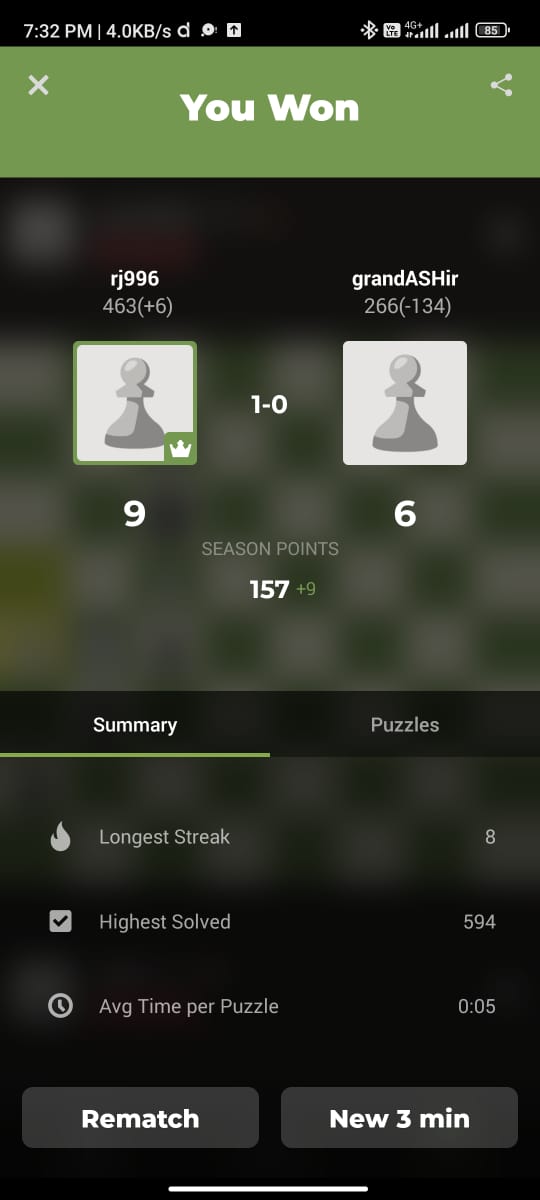 7:32 PM | 4.0KB/s d
Vo LTE 4G+ 85
You Won
rj996
grandASHir
463(+6)
266(-134)
1-0
9
6
SEASON POINTS
157 +9
Summary
Puzzles
Longest Streak 8
Highest Solved 594
Avg Time per Puzzle 0:05
Rematch
New 3 min